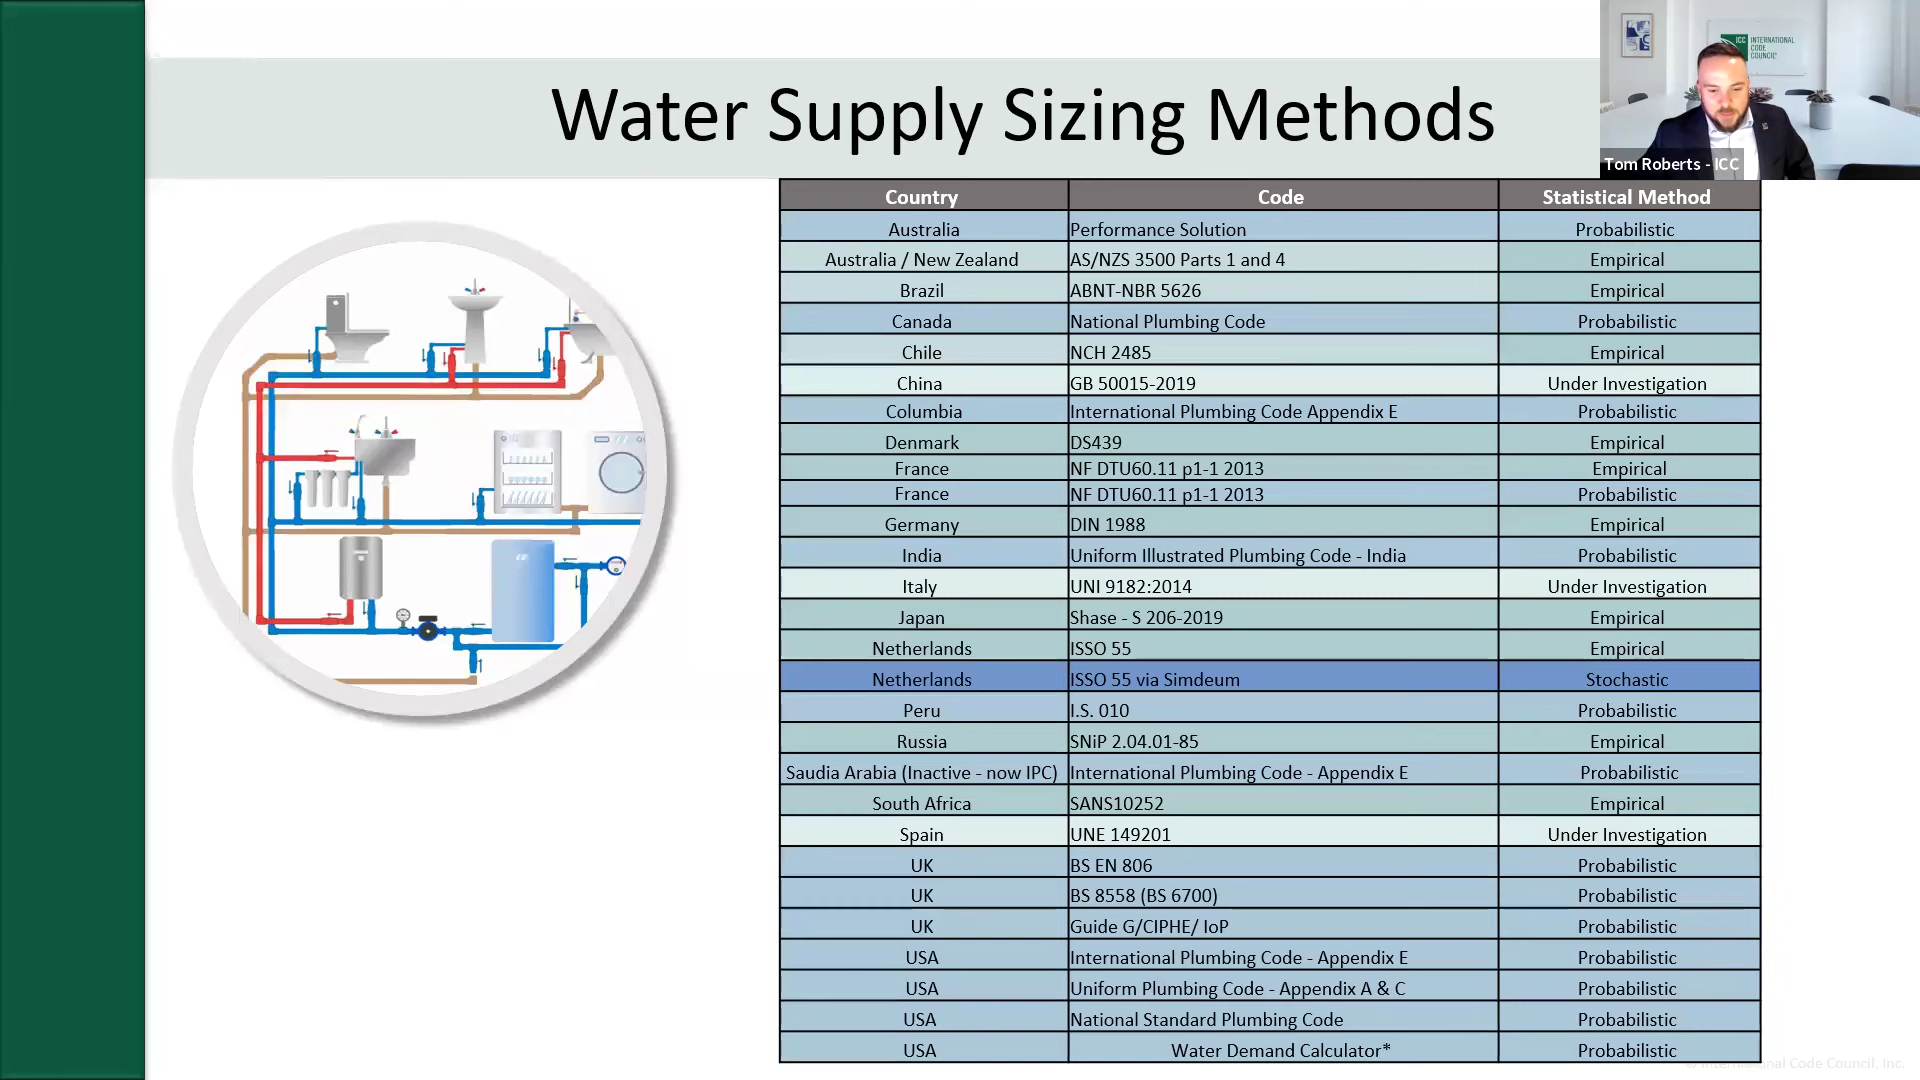 Water Supply Sizing Methods
ICC INTERNATIONAL
CODE
COUNCIL
Tom Roberts - ICC
Country Code Statistical Method
Australia Performance Solution Probabilistic
Australia / New Zealand AS/NZS 3500 Parts 1 and 4 Empirical
Brazil ABNT-NBR 5626 Empirical
Canada National Plumbing Code Probabilistic
Chile NCH 2485 Empirical
China GB 50015-2019 Under Investigation
Columbia International Plumbing Code Appendix E Probabilistic
Denmark DS439 Empirical
France NF DTU60.11 p1-1 2013 Empirical
France NF DTU60.11 p1-1 2013 Probabilistic
Germany DIN 1988 Empirical
India Uniform Illustrated Plumbing Code - India Probabilistic
Italy UNI 9182:2014 Under Investigation
Japan Shase - S 206-2019 Empirical
Netherlands ISSO 55 Empirical
Netherlands ISSO 55 via Simdeum Stochastic
Peru I.S. 010 Probabilistic
Russia SNiP 2.04.01-85 Empirical
Saudia Arabia (Inactive - now IPC) International Plumbing Code - Appendix E Probabilistic
South Africa SANS10252 Empirical
Spain UNE 149201 Under Investigation
UK BS EN 806 Probabilistic
UK BS 8558 (BS 6700) Probabilistic
UK Guide G/CIPHE/ IoP Probabilistic
USA International Plumbing Code - Appendix E Probabilistic
USA Uniform Plumbing Code - Appendix A & C Probabilistic
USA National Standard Plumbing Code Probabilistic
USA Water Demand Calculator* Probabilistic
Code Council, Inc.